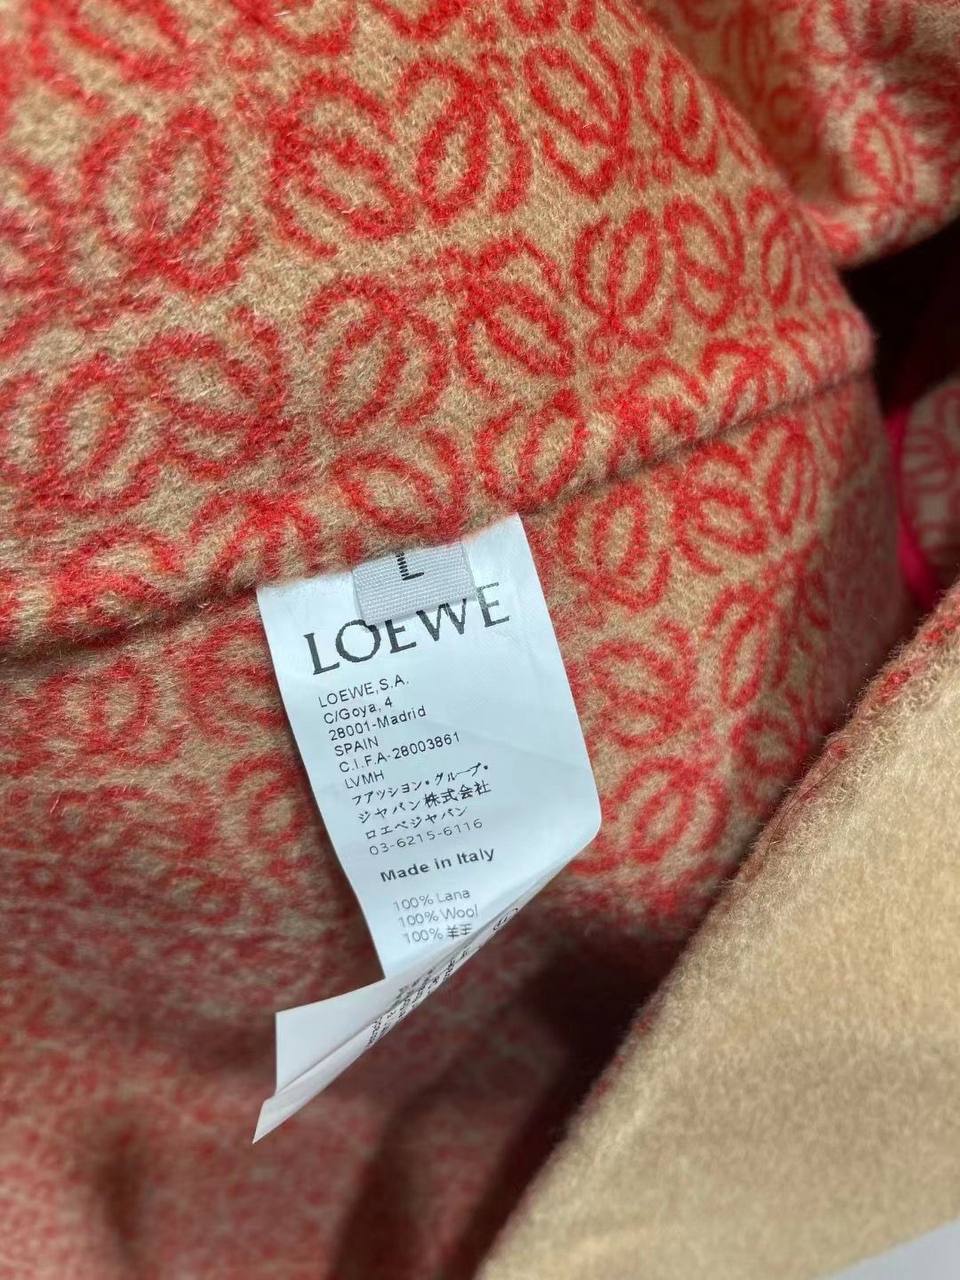 L
LOEWE
LOEWE,S.A.
C/Goya, 4
28001-Madrid
SPAIN
C.I.F.A-28003861
LVMH
ファッション・グループ・
ジャパン株式会社
ロエベジャパン
03-6215-6116
Made in Italy
100% Lana
100% Wool
100%